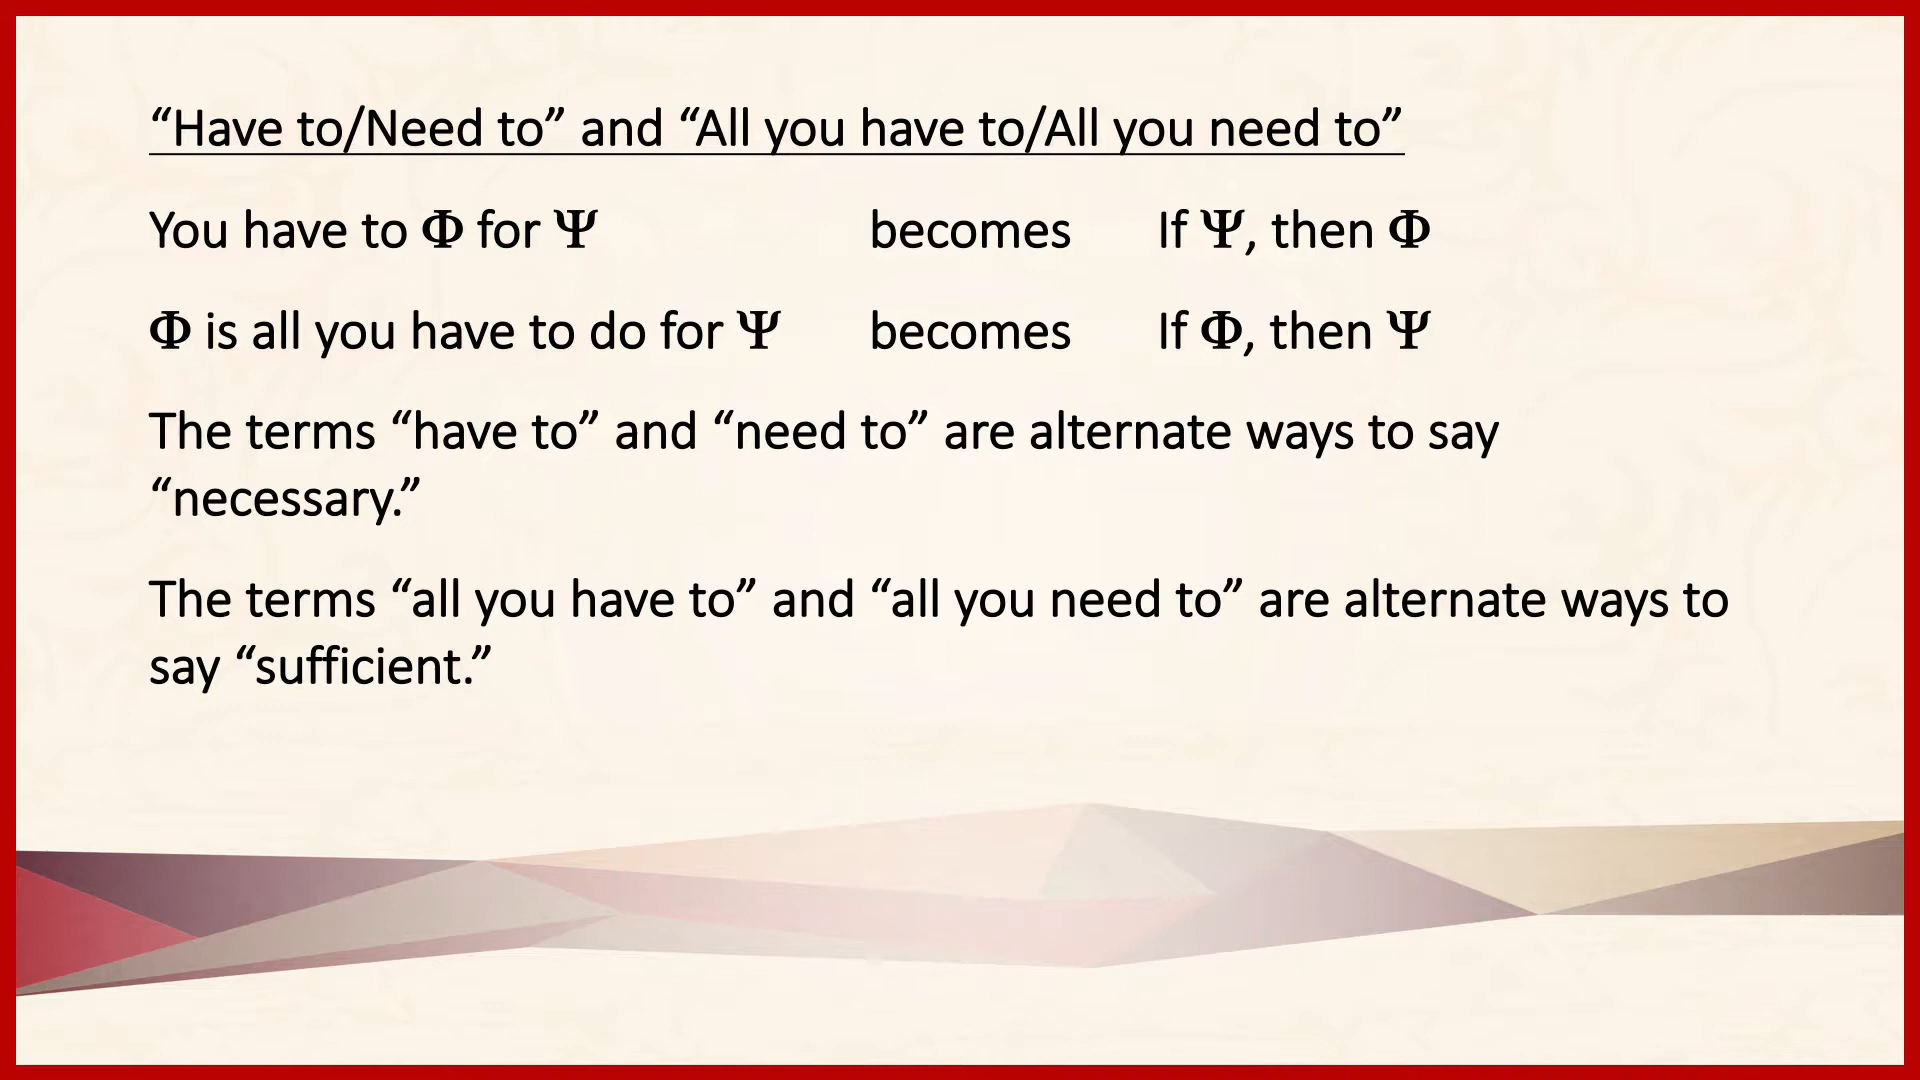 “Have to/Need to” and “All you have to/All you need to”
You have to Φ for Ψ becomes If Ψ, then Φ
Φ is all you have to do for Ψ becomes If Φ, then Ψ
The terms “have to” and “need to” are alternate ways to say
“necessary.”
The terms “all you have to” and “all you need to” are alternate ways to
say “sufficient.”